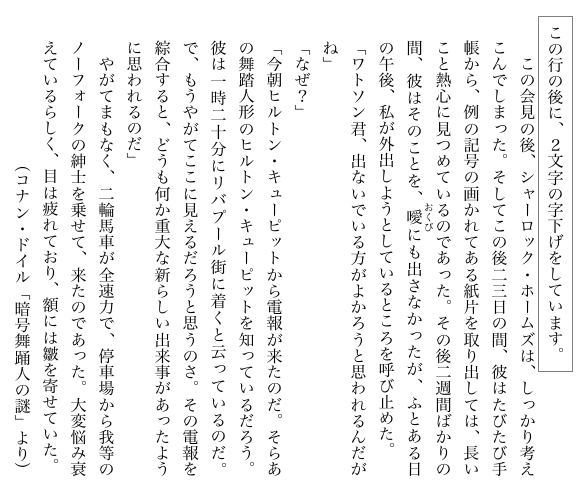 この行の後に、２文字の字下げをしています。
　この会見の後、シャーロック・ホームズは、しっかり考え
こんでしまった。そしてこの後二三日の間、彼はたびたび手
帳から、例の記号の画かれてある紙片を取り出しては、長い
こと熱心に見つめているのであった。その後二週間ばかりの
間、彼はそのことを、噯おくびにも出さなかったが、ふとある日
の午後、私が外出しようとしているところを呼び止めた。
「ワトソン君、出ないでいる方がよかろうと思われるんだが
ね」
「なぜ？」
「今朝ヒルトン・キューピットから電報が来たのだ。そらあ
の舞踏人形のヒルトン・キューピットを知っているだろう。
彼は一時二十分にリバプール街に着くと云っているのだ。
で、もうやがてここに見えるだろうと思うのさ。その電報を
綜合すると、どうも何か重大な新らしい出来事があったよう
に思われるのだ」
　やがてまもなく、二輪馬車が全速力で、停車場から我等の
ノーフォークの紳士を乗せて、来たのであった。大変悩み衰
えているらしく、目は疲れており、額には皺を寄せていた。
（コナン・ドイル「暗号舞踊人の謎」より）